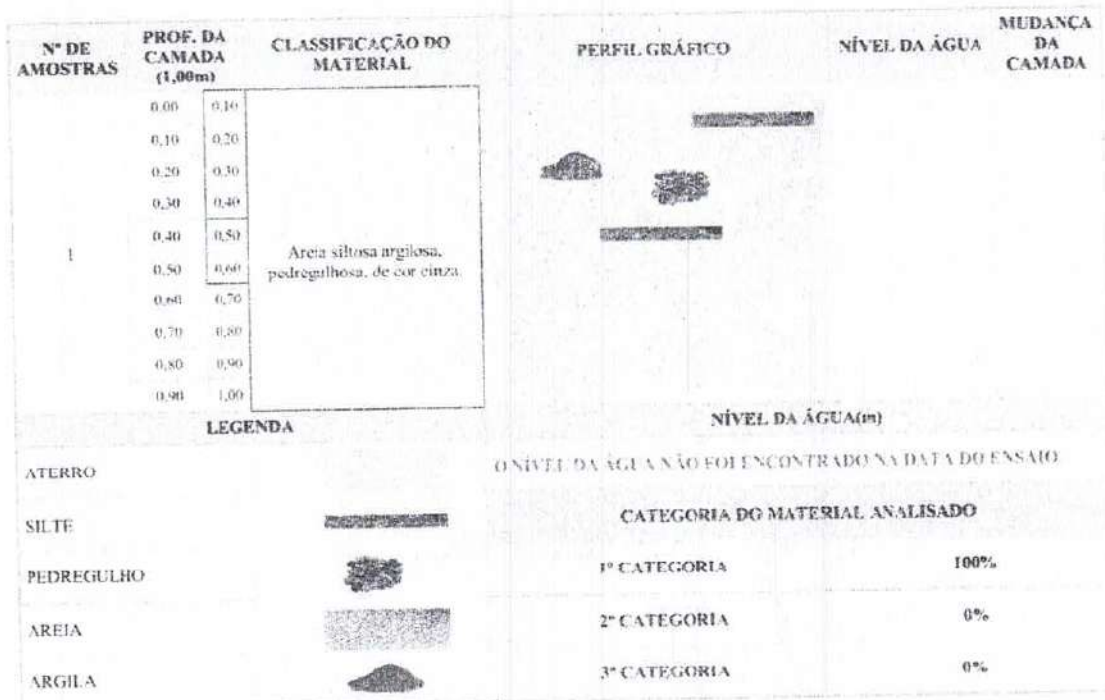 Nº DE AMOSTRAS PROF. DA CAMADA (1,00m) CLASSIFICAÇÃO DO MATERIAL PERFIL GRÁFICO NÍVEL DA ÁGUA MUDANÇA DA CAMADA
0,00 0,10
0,10 0,20
0,20 0,30
0,30 0,40
0,40 0,50
1 Areia siltosa argilosa, pedregulhosa, de cor cinza.
0,50 0,60
0,60 0,70
0,70 0,80
0,80 0,90
0,90 1,00
LEGENDA
NÍVEL DA ÁGUA(m)
ATERRO
O NÍVEL DA ÁGUA NÃO FOI ENCONTRADO NA DATA DO ENSAIO
SILTE
CATEGORIA DO MATERIAL ANALISADO
PEDREGULHO
1ª CATEGORIA 100%
AREIA
2ª CATEGORIA 0%
ARGILA
3ª CATEGORIA 0%